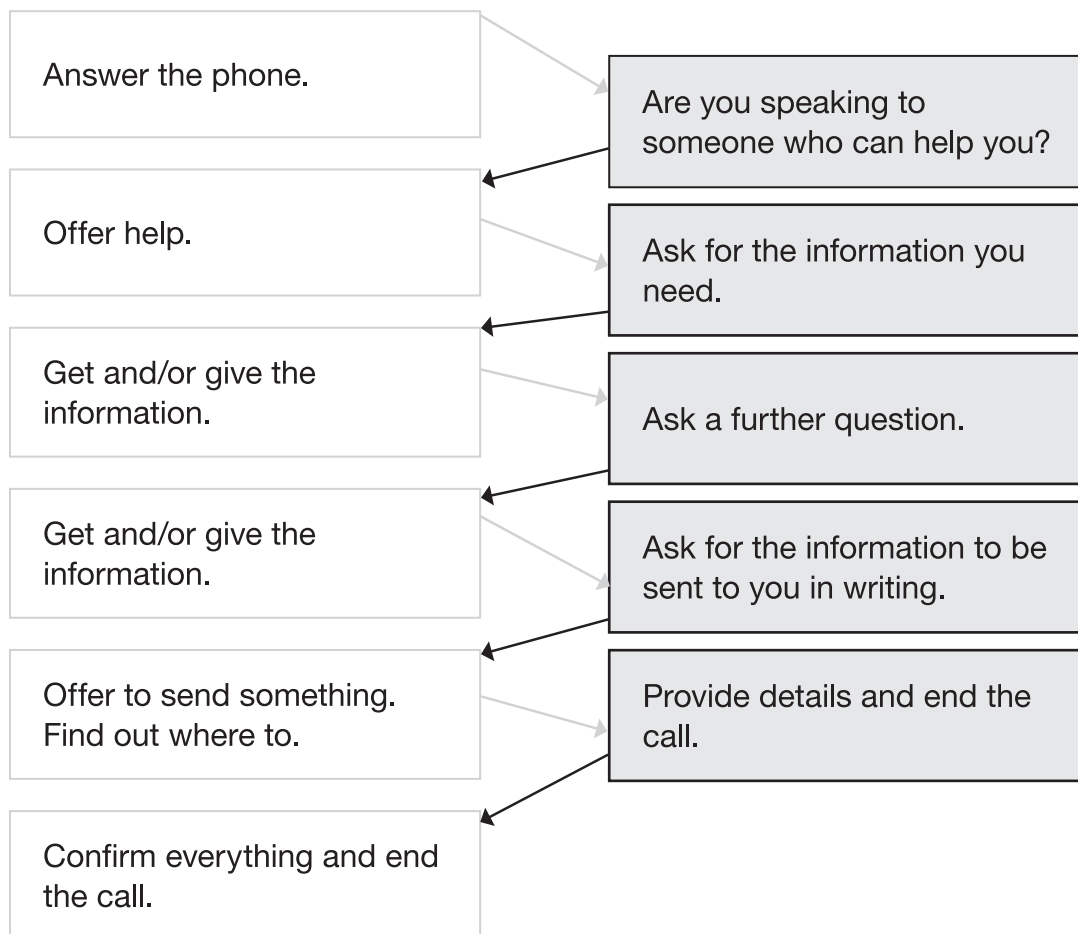 Answer the phone.
Are you speaking to
someone who can help you?
Offer help.
Ask for the information you
need.
Get and/or give the
information.
Ask a further question.
Get and/or give the
information.
Ask for the information to be
sent to you in writing.
Offer to send something.
Find out where to.
Provide details and end the
call.
Confirm everything and end
the call.